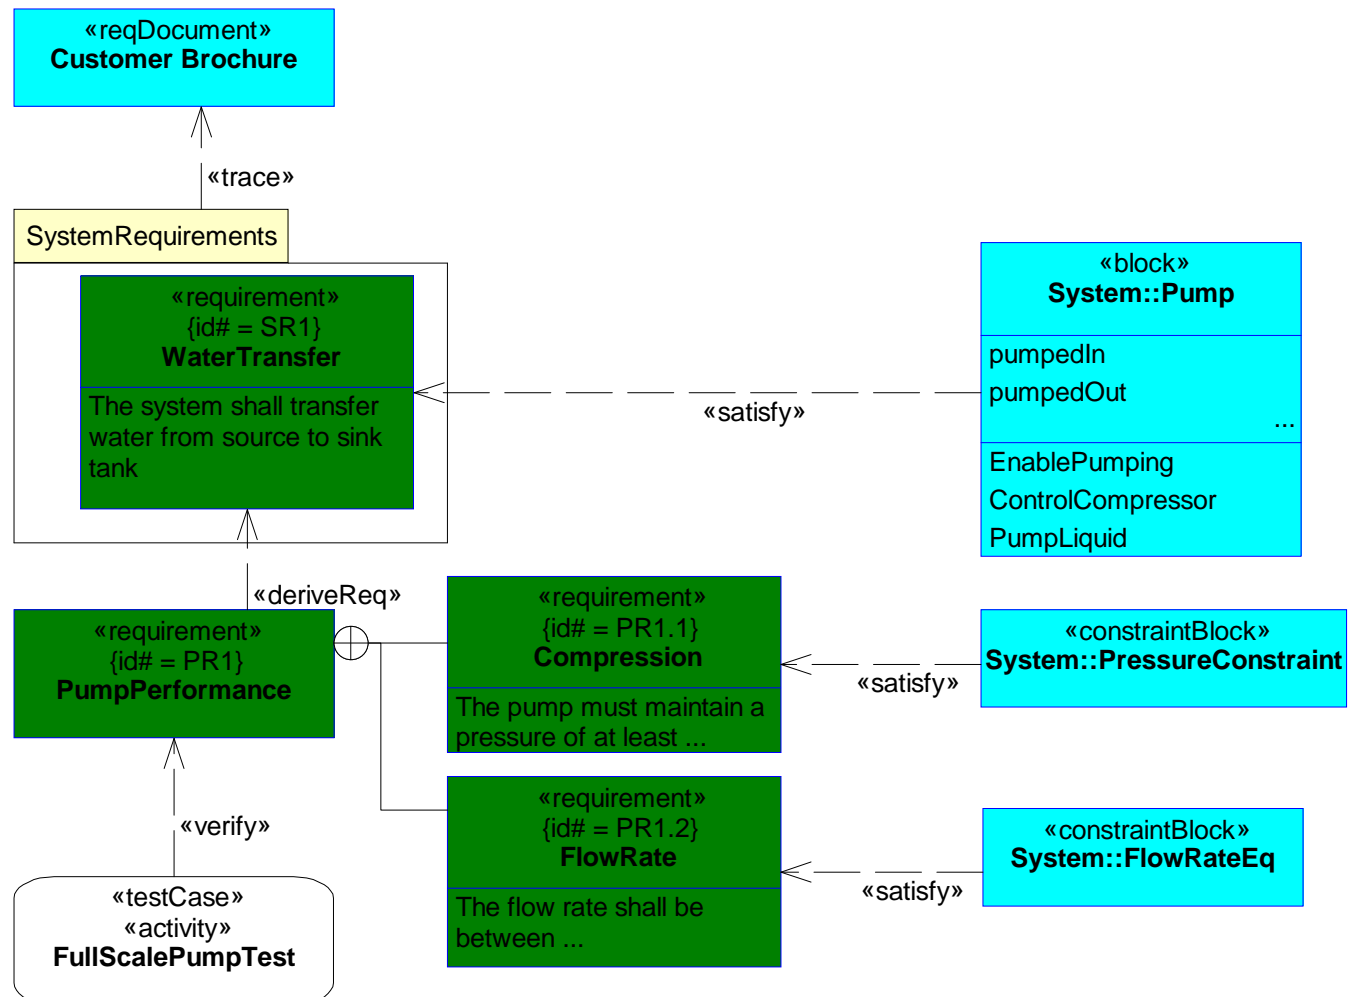 «reqDocument»
Customer Brochure
«trace»
SystemRequirements
«requirement»
{id# = SR1}
WaterTransfer
The system shall transfer
water from source to sink
tank
«satisfy»
«block»
System::Pump
pumpedIn
pumpedOut
...
EnablePumping
ControlCompressor
PumpLiquid
«deriveReq»
«requirement»
{id# = PR1}
PumpPerformance
«requirement»
{id# = PR1.1}
Compression
The pump must maintain a
pressure of at least ...
«satisfy»
«constraintBlock»
System::PressureConstraint
«verify»
«requirement»
{id# = PR1.2}
FlowRate
The flow rate shall be
between ...
«satisfy»
«constraintBlock»
System::FlowRateEq
«testCase»
«activity»
FullScalePumpTest